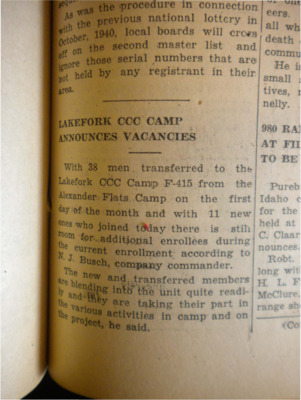 As was the procedure in connection
with the previous national lottery in
October, 1940, local boards will cross
off on the second master list and
ignore those serial numbers that are
not held by any registrant in their
area.
LAKEFORK CCC CAMP
ANNOUNCES VACANCIES
With 38 men transferred to the
Lakefork CCC Camp F-415 from the
Alexander Flats Camp on the first
day of the month and with 11 new
ones who joined today there is still
room for additional enrollees during
the current enrollment according to
N. J. Busch, company commander.
The new and transferred members
are blending into the unit quite readi-
ly and they are taking their part in
the various activities in camp and on
the project, he said.
eers.
all wh
death
comm
He i
small
tives,
nelly.
980 RA
AT FI
TO BE
Pureb
Idaho
for the
held at
C. Claar
Robt.
long wit
H. L. F
McClure,
range sh
(Co